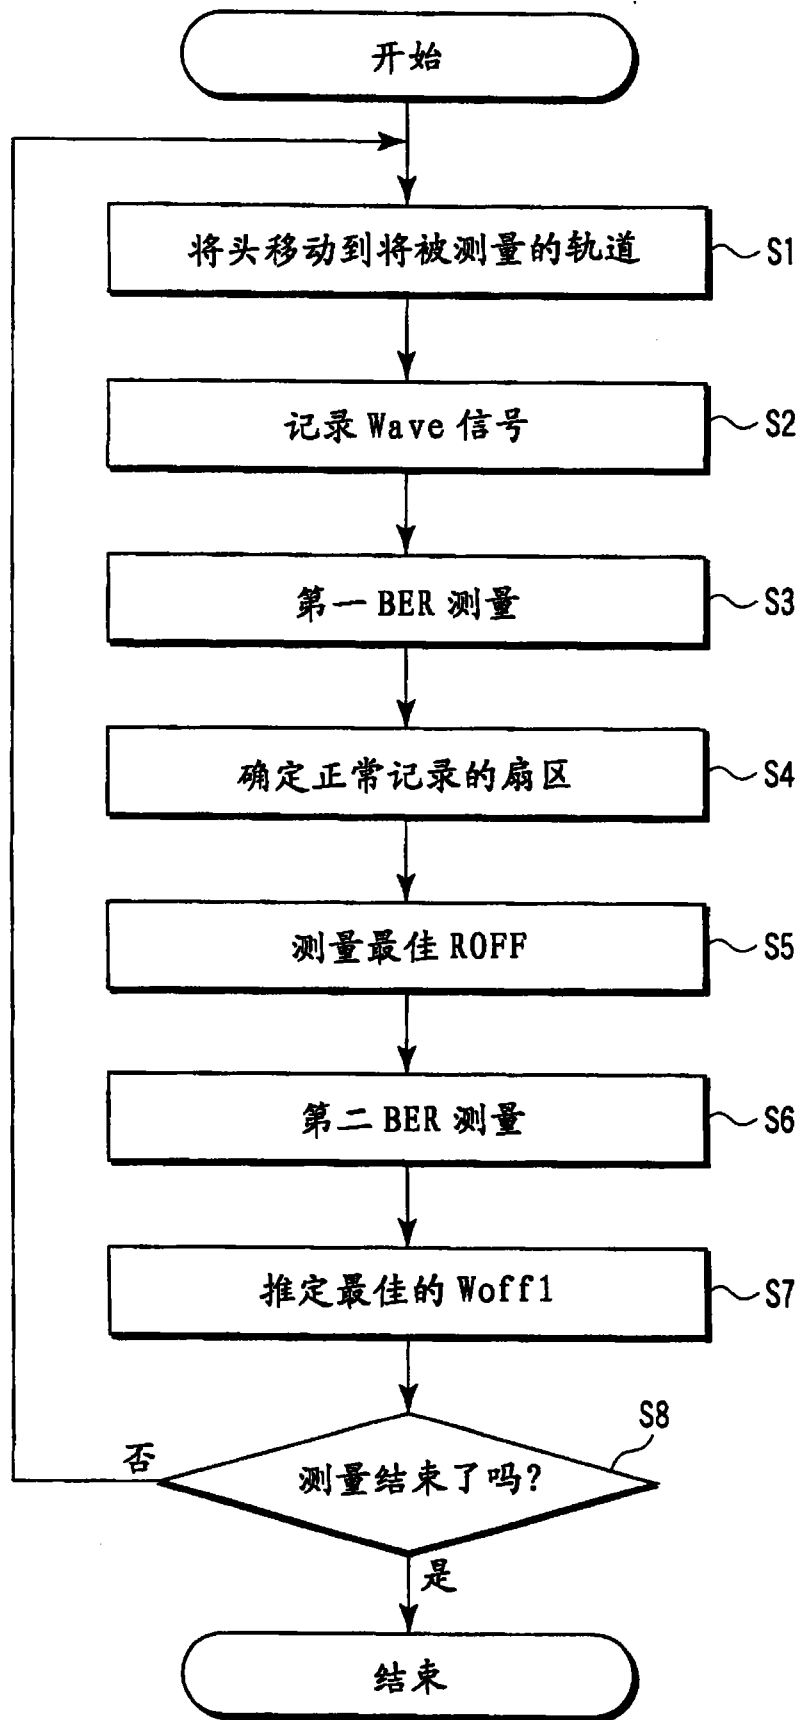 开始
将头移动到将被测量的轨道
S1
记录 Wave 信号
S2
第一 BER 测量
S3
确定正常记录的扇区
S4
测量最佳 ROFF
S5
第二 BER 测量
S6
推定最佳的 Woff1
S7
S8
测量结束了吗?
否
是
结束